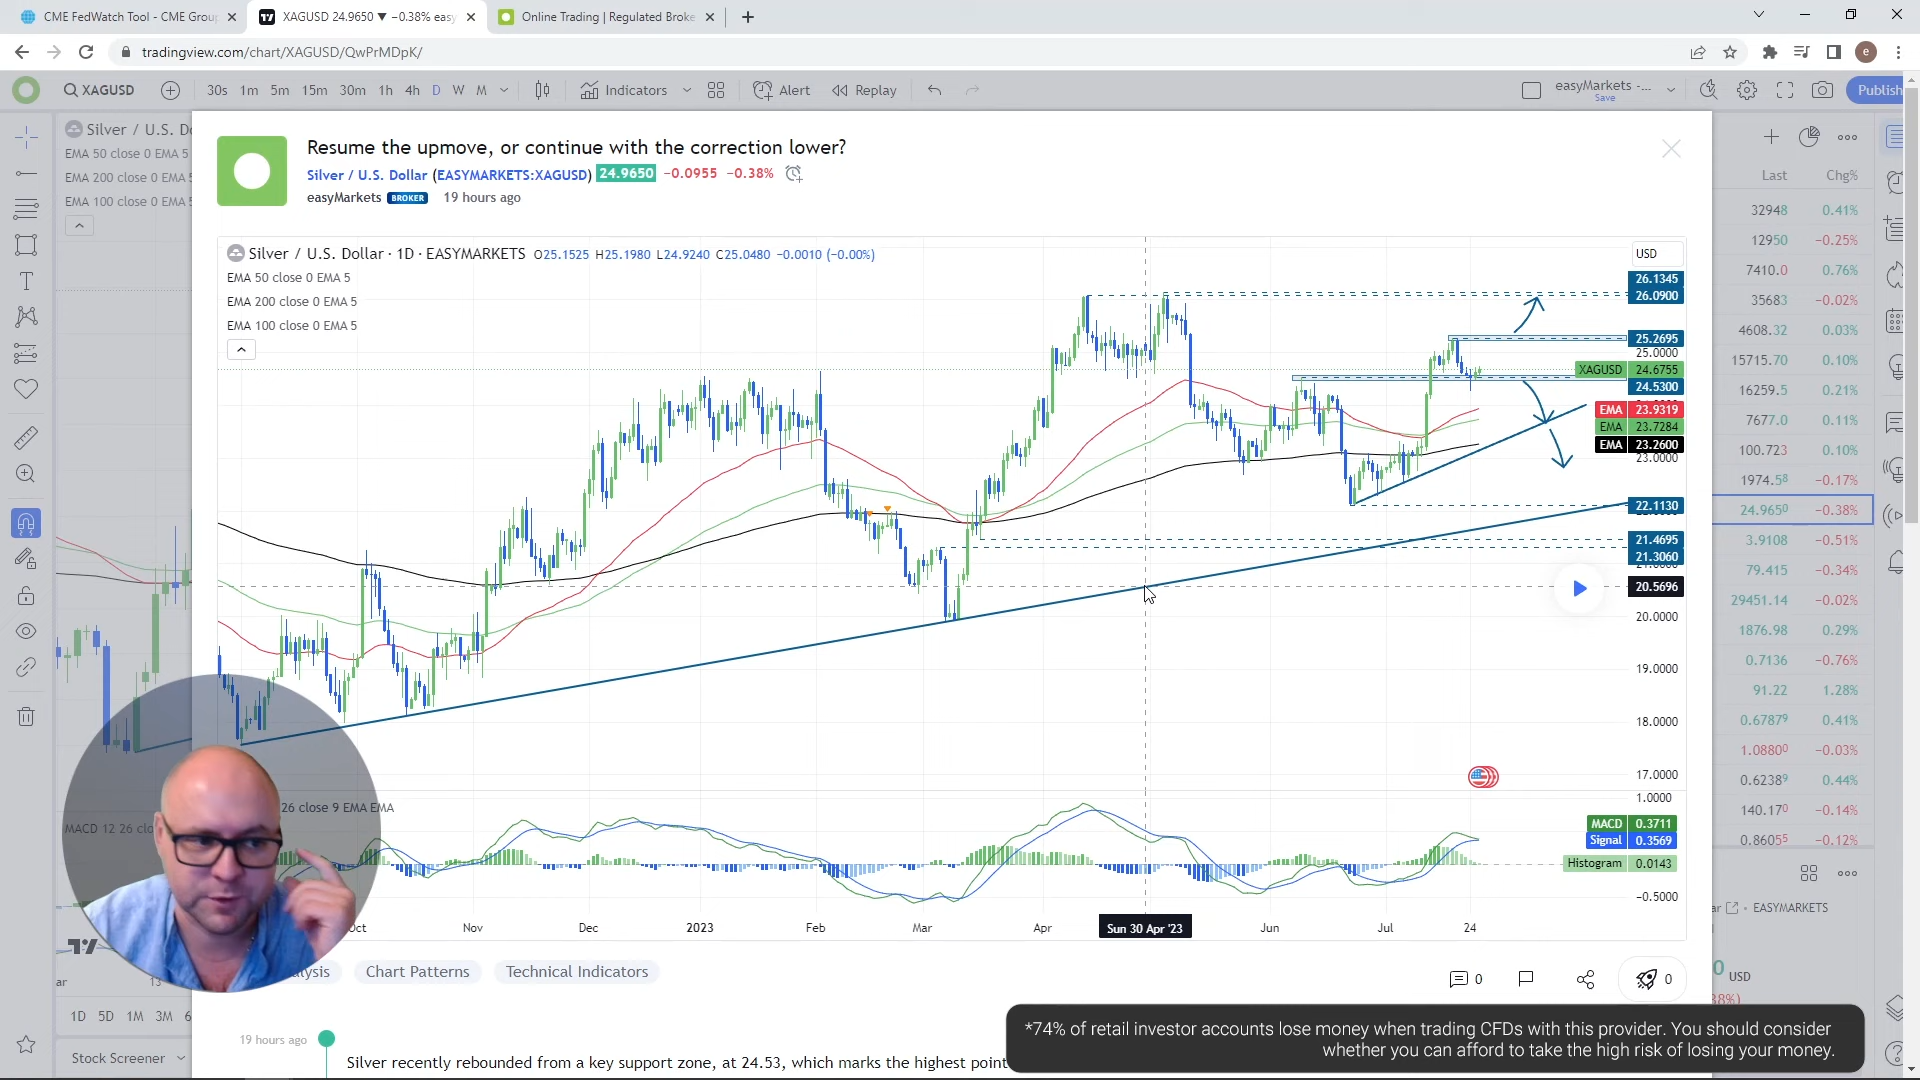 CME FedWatch Tool - CME Grou
XAGUSD 24.9650 ▼ −0.38% easy
Online Trading | Regulated Broke
tradingview.com/chart/XAGUSD/QwPrMDpK/
e
XAGUSD
30s 1m 5m 15m 30m 1h 4h D W M
Indicators
Alert
Replay
easyMarkets -...
Save
Publish
Silver / U.S. Do
EMA 50 close 0 EMA 5
EMA 200 close 0 EMA 5
EMA 100 close 0 EMA 5
Resume the upmove, or continue with the correction lower?
Silver / U.S. Dollar (EASYMARKETS:XAGUSD) 24.9650 −0.0955 −0.38%
easyMarkets BROKER 19 hours ago
Silver / U.S. Dollar · 1D · EASYMARKETS O25.1525 H25.1980 L24.9240 C25.0480 −0.0010 (−0.00%)
EMA 50 close 0 EMA 5
EMA 200 close 0 EMA 5
EMA 100 close 0 EMA 5
USD
26.1345
26.0900
25.2695
25.0000
XAGUSD 24.6755
24.5300
EMA 23.9319
EMA 23.7284
EMA 23.2600
23.0000
22.1130
21.4695
21.3060
20.5696
20.0000
19.0000
18.0000
17.0000
1.0000
MACD 0.3711
Signal 0.3569
Histogram 0.0143
−0.5000
26 close 9 EMA EMA
MACD 12 26 clo
Oct Nov Dec 2023 Feb Mar Apr Sun 30 Apr '23 Jun Jul 24
Last Chg%
32948 0.41%
12950 −0.25%
7410.0 0.76%
35683 −0.02%
4608.32 0.03%
15715.70 0.10%
16259.5 0.21%
7677.0 0.11%
100.723 0.10%
1974.58 −0.17%
24.9650 −0.38%
3.9108 −0.51%
79.415 −0.34%
29451.14 −0.02%
1876.98 0.29%
0.7136 −0.76%
91.22 1.28%
0.67879 0.41%
1.08800 −0.03%
0.62389 0.44%
140.170 −0.14%
0.86055 −0.12%
ar · EASYMARKETS
0 USD
38%)
ar
13
1D 5D 1M 3M 6
Stock Screener
alysis
Chart Patterns
Technical Indicators
0
0
19 hours ago
Silver recently rebounded from a key support zone, at 24.53, which marks the highest point
*74% of retail investor accounts lose money when trading CFDs with this provider. You should consider
whether you can afford to take the high risk of losing your money.